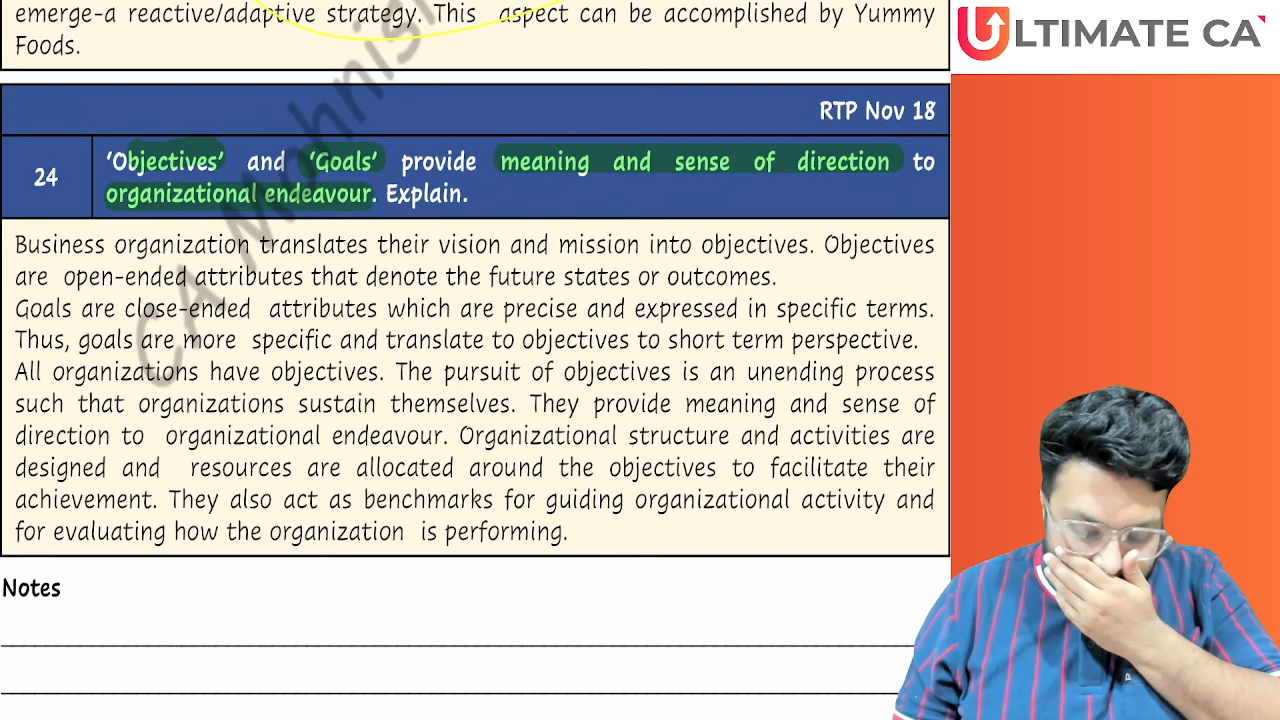 emerge-a reactive/adaptive strategy. This aspect can be accomplished by Yummy
Foods.
ULTIMATE CA
RTP Nov 18
24
'Objectives' and 'Goals' provide meaning and sense of direction to
organizational endeavour. Explain.
Business organization translates their vision and mission into objectives. Objectives
are open-ended attributes that denote the future states or outcomes.
Goals are close-ended attributes which are precise and expressed in specific terms.
Thus, goals are more specific and translate to objectives to short term perspective.
All organizations have objectives. The pursuit of objectives is an unending process
such that organizations sustain themselves. They provide meaning and sense of
direction to organizational endeavour. Organizational structure and activities are
designed and resources are allocated around the objectives to facilitate their
achievement. They also act as benchmarks for guiding organizational activity and
for evaluating how the organization is performing.
CA Mohnis
Notes